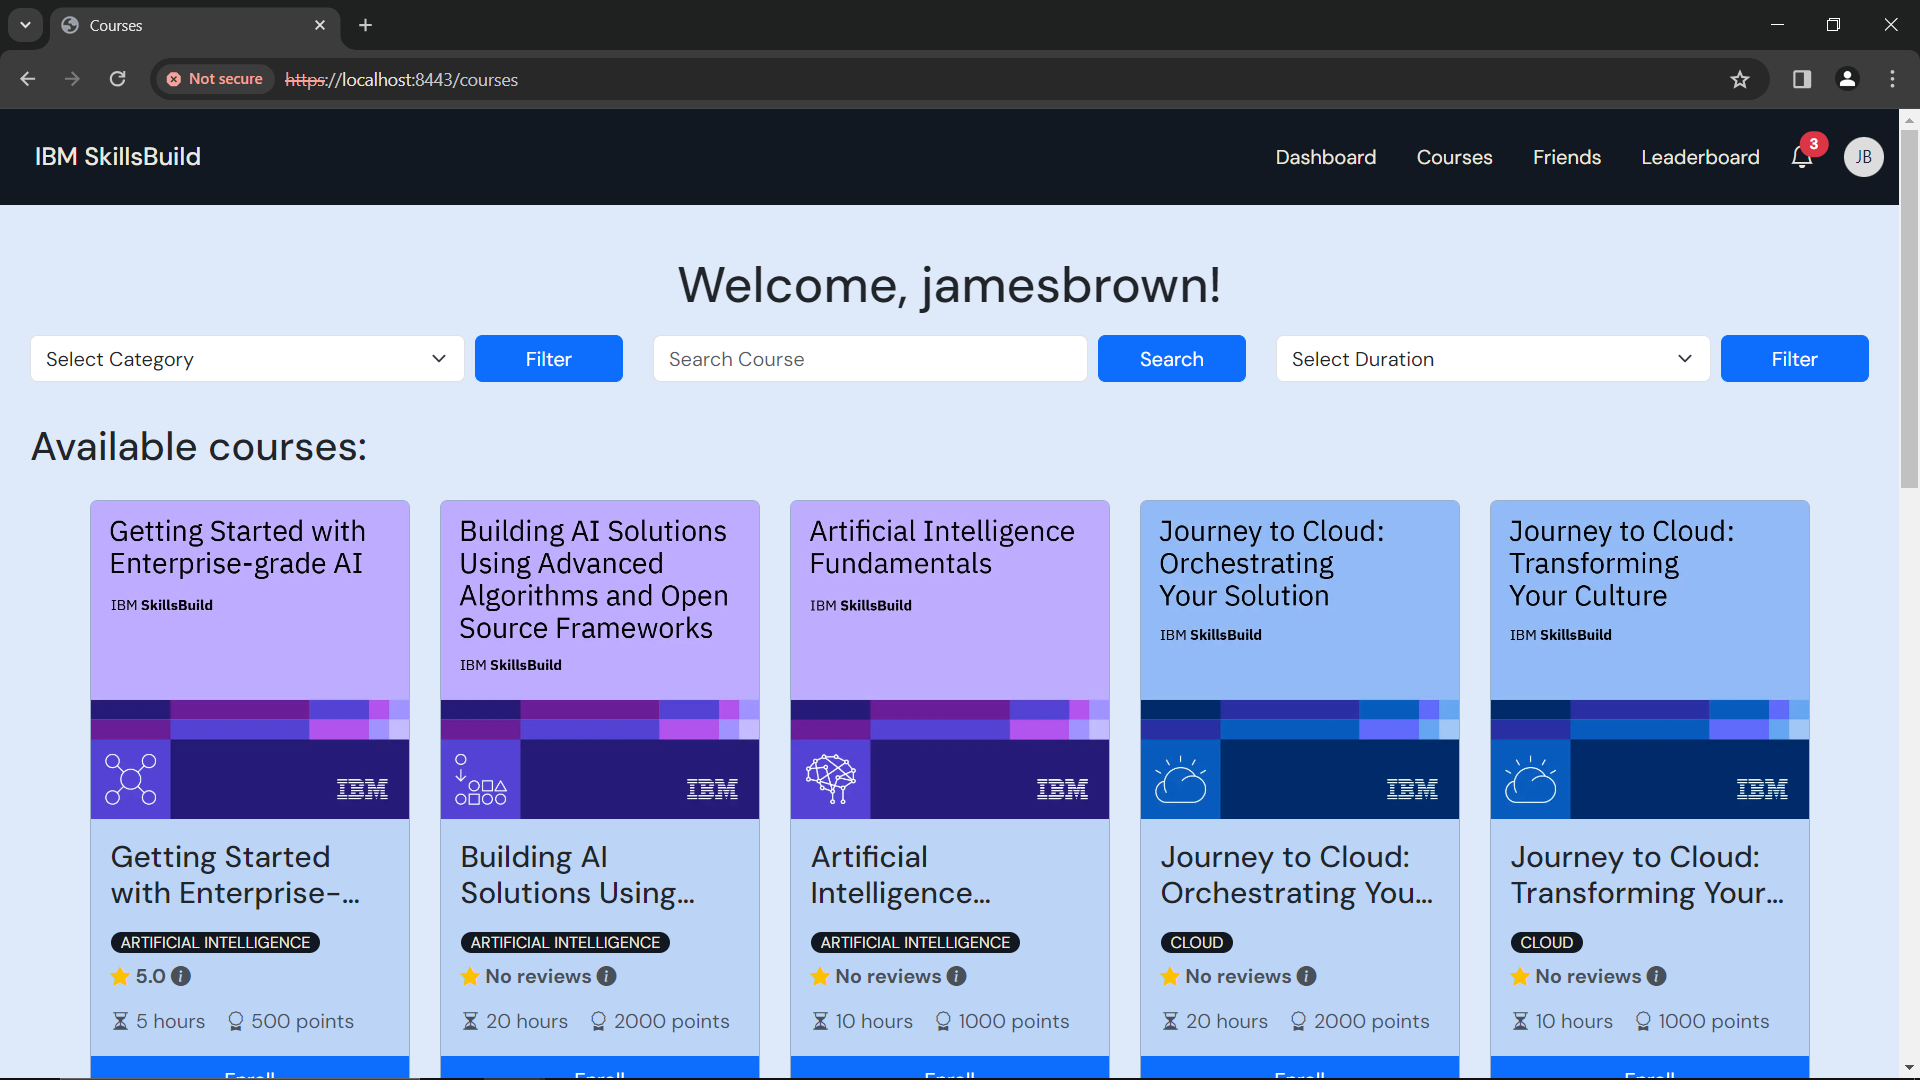 Courses
Not secure
https://localhost:8443/courses
IBM SkillsBuild
Dashboard
Courses
Friends
Leaderboard
3
JB
Welcome, jamesbrown!
Select Category
Filter
Search Course
Search
Select Duration
Filter
Available courses:
Getting Started with
Enterprise-grade AI
IBM SkillsBuild
IBM
Getting Started
with Enterprise-...
ARTIFICIAL INTELLIGENCE
5.0
5 hours
500 points
Enroll
Building AI Solutions
Using Advanced
Algorithms and Open
Source Frameworks
IBM SkillsBuild
IBM
Building AI
Solutions Using...
ARTIFICIAL INTELLIGENCE
No reviews
20 hours
2000 points
Enroll
Artificial Intelligence
Fundamentals
IBM SkillsBuild
IBM
Artificial
Intelligence...
ARTIFICIAL INTELLIGENCE
No reviews
10 hours
1000 points
Enroll
Journey to Cloud:
Orchestrating
Your Solution
IBM SkillsBuild
IBM
Journey to Cloud:
Orchestrating You...
CLOUD
No reviews
20 hours
2000 points
Enroll
Journey to Cloud:
Transforming
Your Culture
IBM SkillsBuild
IBM
Journey to Cloud:
Transforming Your...
CLOUD
No reviews
10 hours
1000 points
Enroll